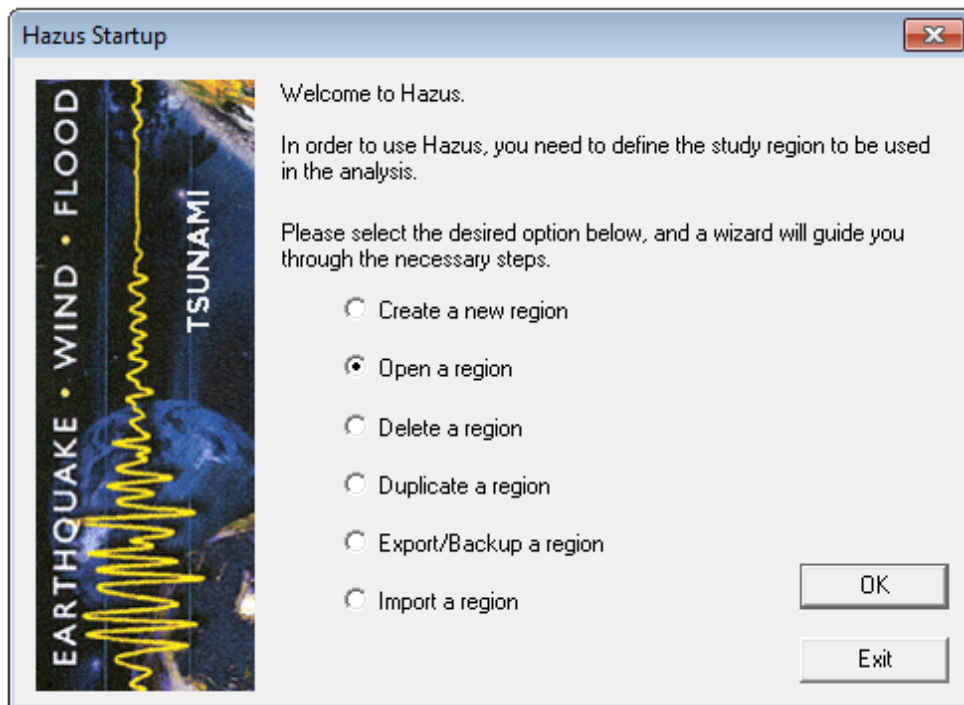 Hazus Startup
EARTHQUAKE • WIND • FLOOD
TSUNAMI
Welcome to Hazus.
In order to use Hazus, you need to define the study region to be used
in the analysis.
Please select the desired option below, and a wizard will guide you
through the necessary steps.
Create a new region
Open a region
Delete a region
Duplicate a region
Export/Backup a region
Import a region
OK
Exit